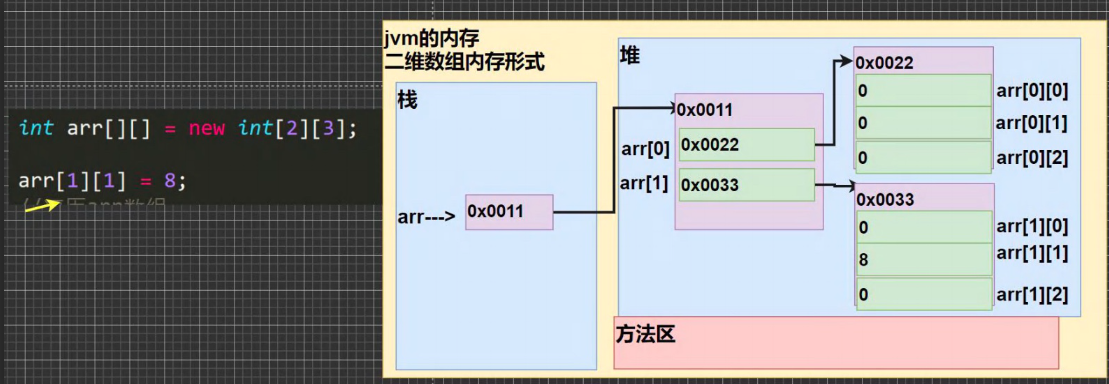 int arr[][] = new int[2][3];
arr[1][1] = 8;
jvm的内存
二维数组内存形式
栈
arr--->
0x0011
堆
0x0011
arr[0]
0x0022
arr[1]
0x0033
0x0022
0
arr[0][0]
0
arr[0][1]
0
arr[0][2]
0x0033
0
arr[1][0]
8
arr[1][1]
0
arr[1][2]
方法区